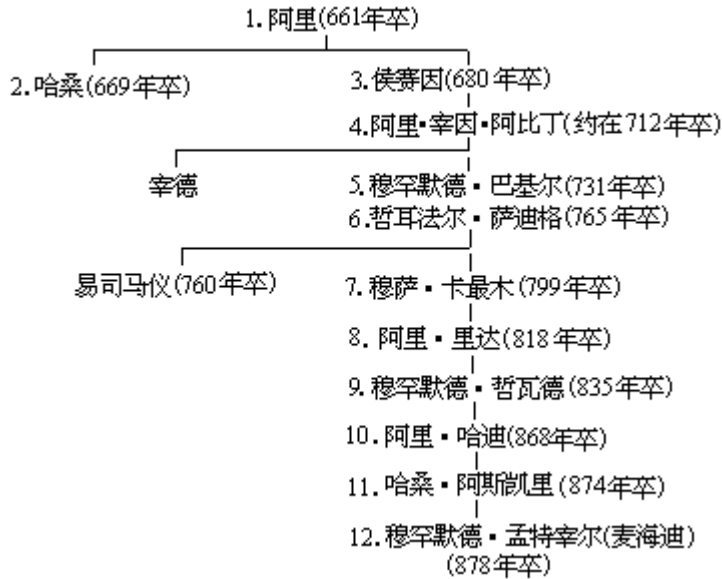 1.阿里(661年卒)
2.哈桑(669年卒)
3.侯赛因(680年卒)
4.阿里·宰因·阿比丁(约在712年卒)
宰德
5.穆罕默德·巴基尔(731年卒)
6.哲耳法尔·萨迪格(765年卒)
易司马仪(760年卒)
7.穆萨·卡最木(799年卒)
8.阿里·里达(818年卒)
9.穆罕默德·哲瓦德(835年卒)
10.阿里·哈迪(868年卒)
11.哈桑·阿斯凯里(874年卒)
12.穆罕默德·孟特宰尔(麦海迪)
(878年卒)